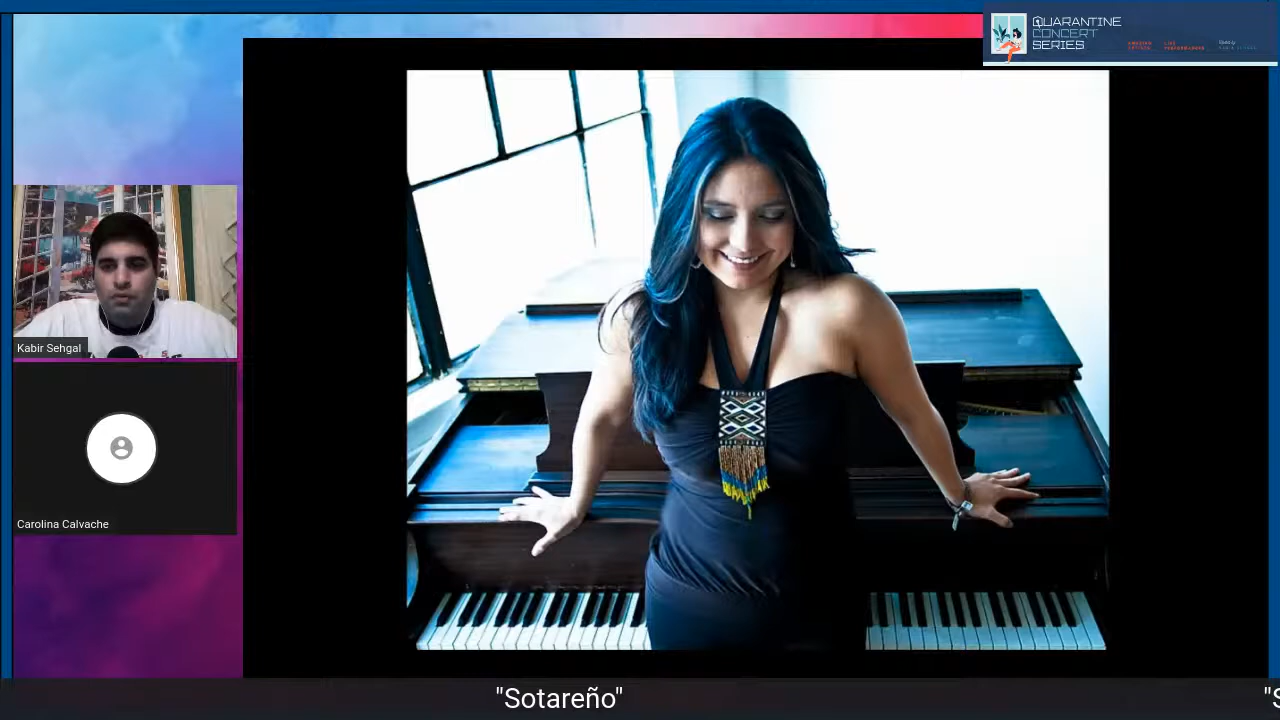 QUARANTINE
CONCERT
SERIES
Kabir Sehgal
Carolina Calvache
"Sotareño"